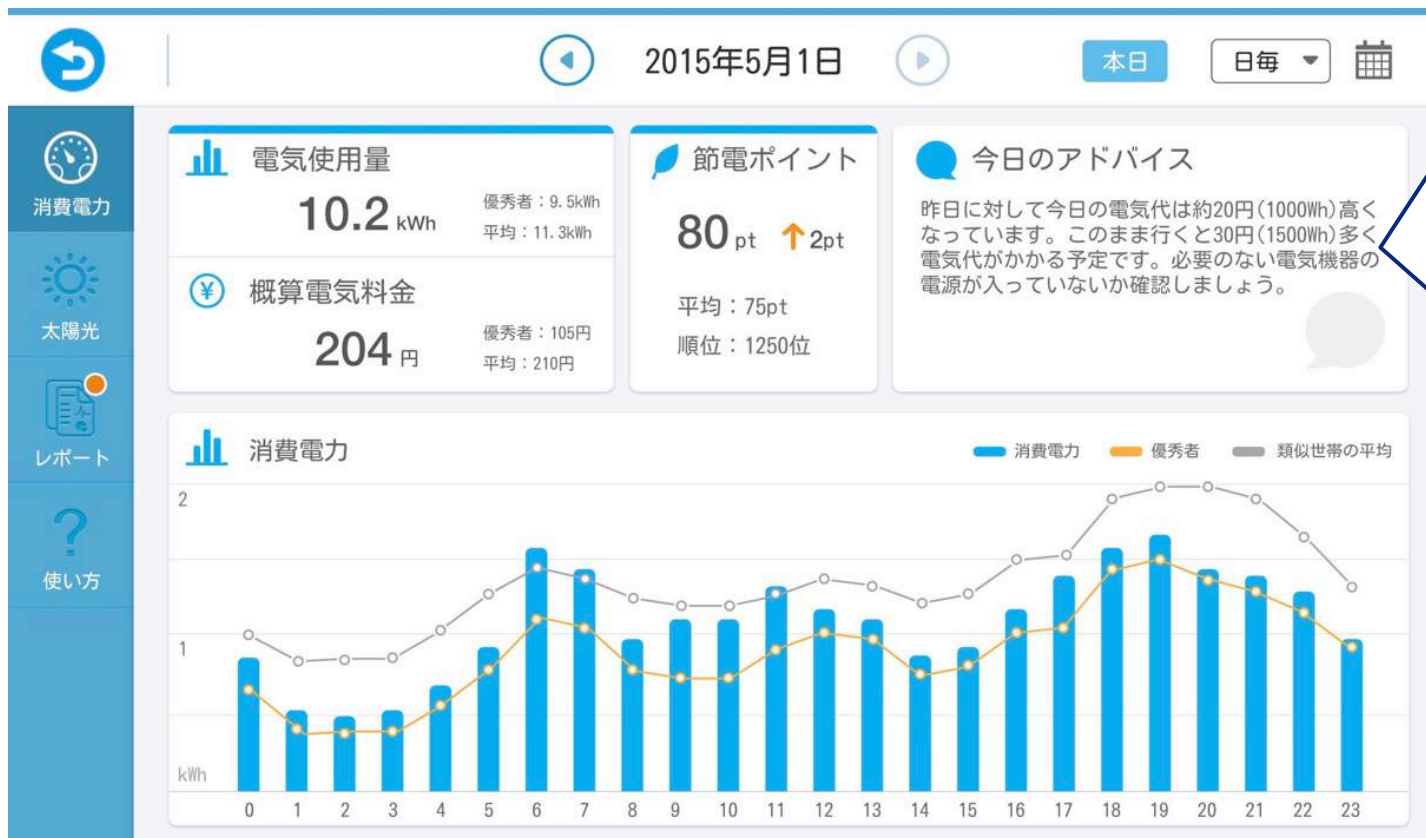 2015年5月1日
本日
日毎
消費電力
太陽光
レポート
使い方
電気使用量
10.2 kWh
優秀者：9.5kWh
平均：11.3kWh
¥
概算電気料金
204 円
優秀者：105円
平均：210円
節電ポイント
80 pt ↑2pt
平均：75pt
順位：1250位
今日のアドバイス
昨日に対して今日の電気代は約20円(1000Wh)高く
なっています。このまま行くと30円(1500Wh)多く
電気代がかかる予定です。必要のない電気機器の
電源が入っていないか確認しましょう。
消費電力
消費電力 優秀者 類似世帯の平均
2
1
kWh
0 1 2 3 4 5 6 7 8 9 10 11 12 13 14 15 16 17 18 19 20 21 22 23